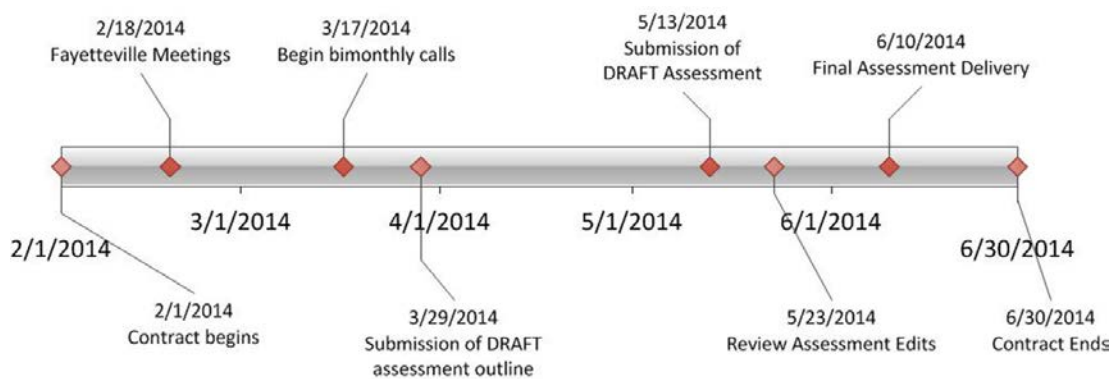 2/18/2014
Fayetteville Meetings
3/17/2014
Begin bimonthly calls
5/13/2014
Submission of
DRAFT Assessment
6/10/2014
Final Assessment Delivery
2/1/2014
3/1/2014
4/1/2014
5/1/2014
6/1/2014
6/30/2014
2/1/2014
Contract begins
3/29/2014
Submission of DRAFT
assessment outline
5/23/2014
Review Assessment Edits
6/30/2014
Contract Ends